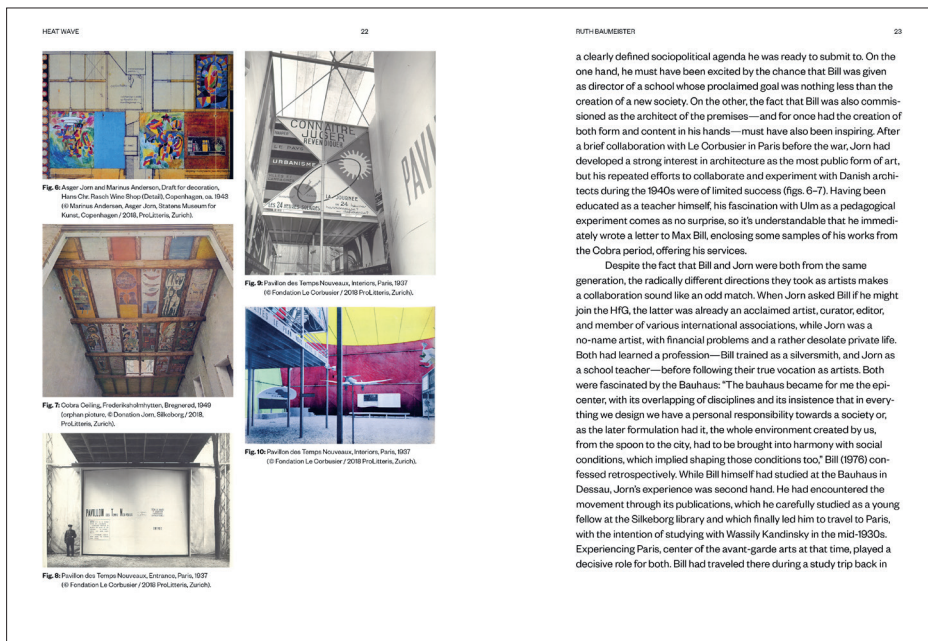 HEAT WAVE
22
Fig. 6: Asger Jorn and Marinus Andersen, Draft for decoration,
Hans Chr. Rasch Wine Shop (Detail), Copenhagen, ca. 1943
(© Marinus Andersen, Asger Jorn, Statens Museum for
Kunst, Copenhagen / 2018, ProLitteris, Zurich).
Fig. 7: Cobra Ceiling, Frederiksholmhytten, Bregnerød, 1949
(orphan picture, © Donation Jorn, Silkeborg / 2018,
ProLitteris, Zurich).
PAVILLON DES TEMPS NOUVEAUX
Fig. 8: Pavillon des Temps Nouveaux, Entrance, Paris, 1937
(© Fondation Le Corbusier / 2018 ProLitteris, Zurich).
CONNAITRE
JUGER
REVENDIQUER
URBANISME
PAVI
Fig. 9: Pavillon des Temps Nouveaux, Interiors, Paris, 1937
(© Fondation Le Corbusier / 2018 ProLitteris, Zurich).
Fig. 10: Pavillon des Temps Nouveaux, Interiors, Paris, 1937
(© Fondation Le Corbusier / 2018 ProLitteris, Zurich).
RUTH BAUMEISTER
23
a clearly defined sociopolitical agenda he was ready to submit to. On the
one hand, he must have been excited by the chance that Bill was given
as director of a school whose proclaimed goal was nothing less than the
creation of a new society. On the other, the fact that Bill was also commis-
sioned as the architect of the premises—and for once had the creation of
both form and content in his hands—must have also been inspiring. After
a brief collaboration with Le Corbusier in Paris before the war, Jorn had
developed a strong interest in architecture as the most public form of art,
but his repeated efforts to collaborate and experiment with Danish archi-
tects during the 1940s were of limited success (figs. 6–7). Having been
educated as a teacher himself, his fascination with Ulm as a pedagogical
experiment comes as no surprise, so it's understandable that he immedi-
ately wrote a letter to Max Bill, enclosing some samples of his works from
the Cobra period, offering his services.
Despite the fact that Bill and Jorn were both from the same
generation, the radically different directions they took as artists makes
a collaboration sound like an odd match. When Jorn asked Bill if he might
join the HfG, the latter was already an acclaimed artist, curator, editor,
and member of various international associations, while Jorn was a
no-name artist, with financial problems and a rather desolate private life.
Both had learned a profession—Bill trained as a silversmith, and Jorn as
a school teacher—before following their true vocation as artists. Both
were fascinated by the Bauhaus: “The bauhaus became for me the epi-
center, with its overlapping of disciplines and its insistence that in every-
thing we design we have a personal responsibility towards a society or,
as the later formulation had it, the whole environment created by us,
from the spoon to the city, had to be brought into harmony with social
conditions, which implied shaping those conditions too,” Bill (1976) con-
fessed retrospectively. While Bill himself had studied at the Bauhaus in
Dessau, Jorn's experience was second hand. He had encountered the
movement through its publications, which he carefully studied as a young
fellow at the Silkeborg library and which finally led him to travel to Paris,
with the intention of studying with Wassily Kandinsky in the mid-1930s.
Experiencing Paris, center of the avant-garde arts at that time, played a
decisive role for both. Bill had traveled there during a study trip back in